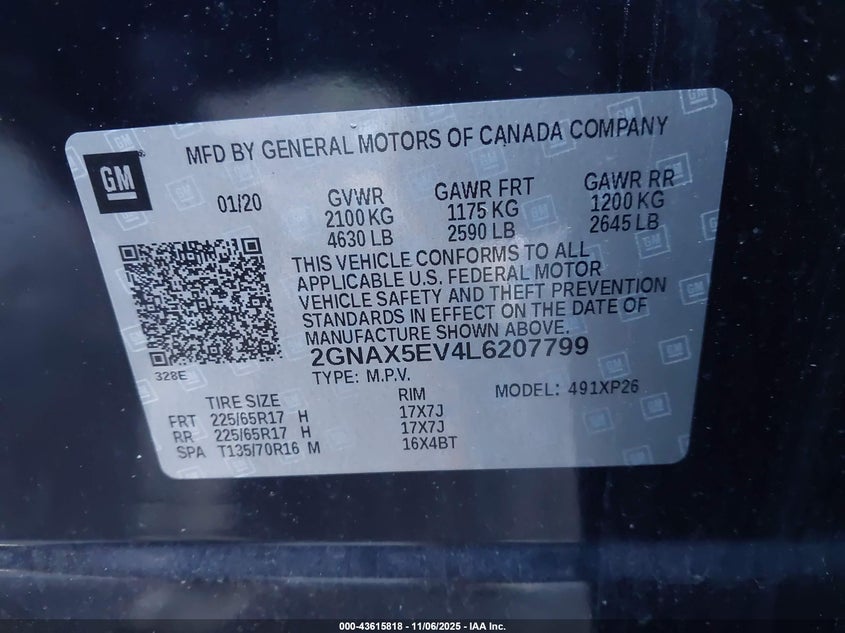 MFD BY GENERAL MOTORS OF CANADA COMPANY
GM
01/20
GVWR
2100 KG
4630 LB
GAWR FRT
1175 KG
2590 LB
GAWR RR
1200 KG
2645 LB
THIS VEHICLE CONFORMS TO ALL
APPLICABLE U.S. FEDERAL MOTOR
VEHICLE SAFETY AND THEFT PREVENTION
STANDARDS IN EFFECT ON THE DATE OF
MANUFACTURE SHOWN ABOVE.
2GNAX5EV4L6207799
328E
TYPE: M.P.V.
MODEL: 491XP26
TIRE SIZE RIM
FRT 225/65R17 H 17X7J
RR 225/65R17 H 17X7J
SPA T135/70R16 M 16X4BT
000-43615818 - 11/06/2025 - IAA Inc.